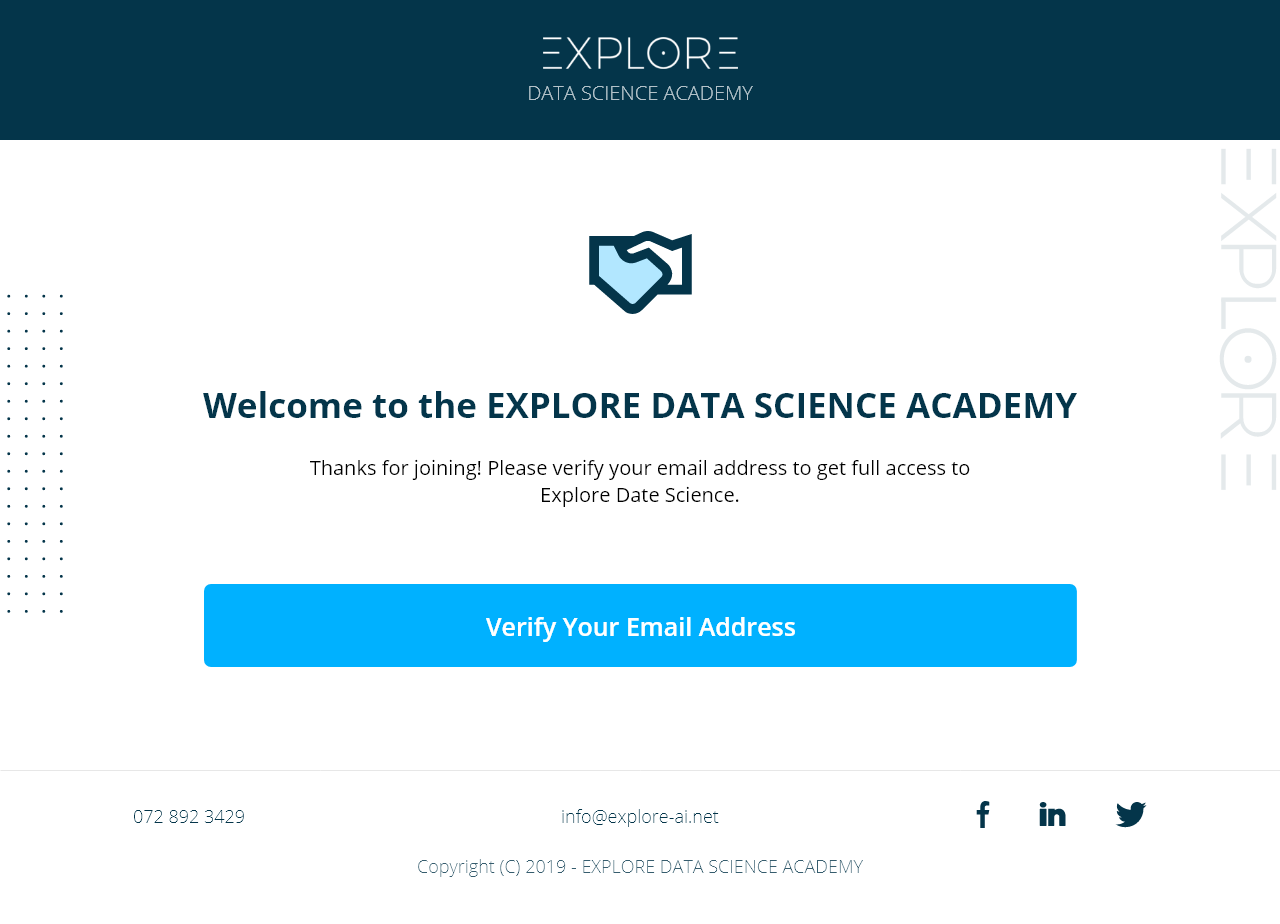 EXPLORE
DATA SCIENCE ACADEMY
EXPLORE
Welcome to the EXPLORE DATA SCIENCE ACADEMY
Thanks for joining! Please verify your email address to get full access to
Explore Date Science.
Verify Your Email Address
072 892 3429
info@explore-ai.net
Copyright (C) 2019 - EXPLORE DATA SCIENCE ACADEMY